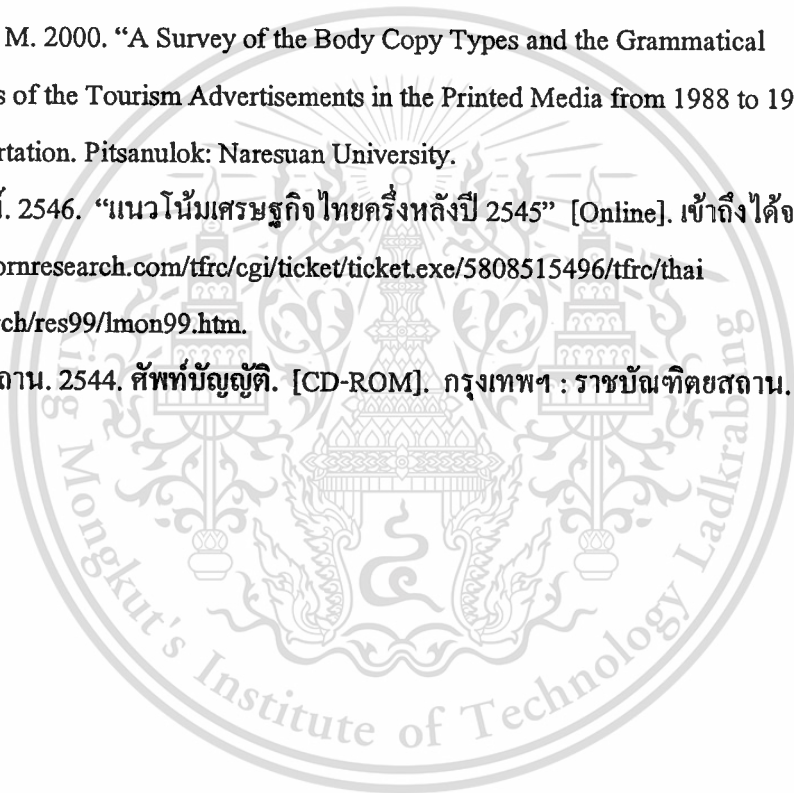 M. 2000. “A Survey of the Body Copy Types and the Grammatical
s of the Tourism Advertisements in the Printed Media from 1988 to 19
rtation. Pitsanulok: Naresuan University.
์. 2546. “แนวโน้มเศรษฐกิจไทยครึ่งหลังปี 2545” [Online]. เข้าถึงได้จ
ornresearch.com/tfrc/cgi/ticket/ticket.exe/5808515496/tfrc/thai
rch/res99/lmon99.htm.
ถาน. 2544. ศัพท์บัญญัติ. [CD-ROM]. กรุงเทพฯ : ราชบัณฑิตยสถาน.
King Mongkut's Institute of Technology Ladkrabang